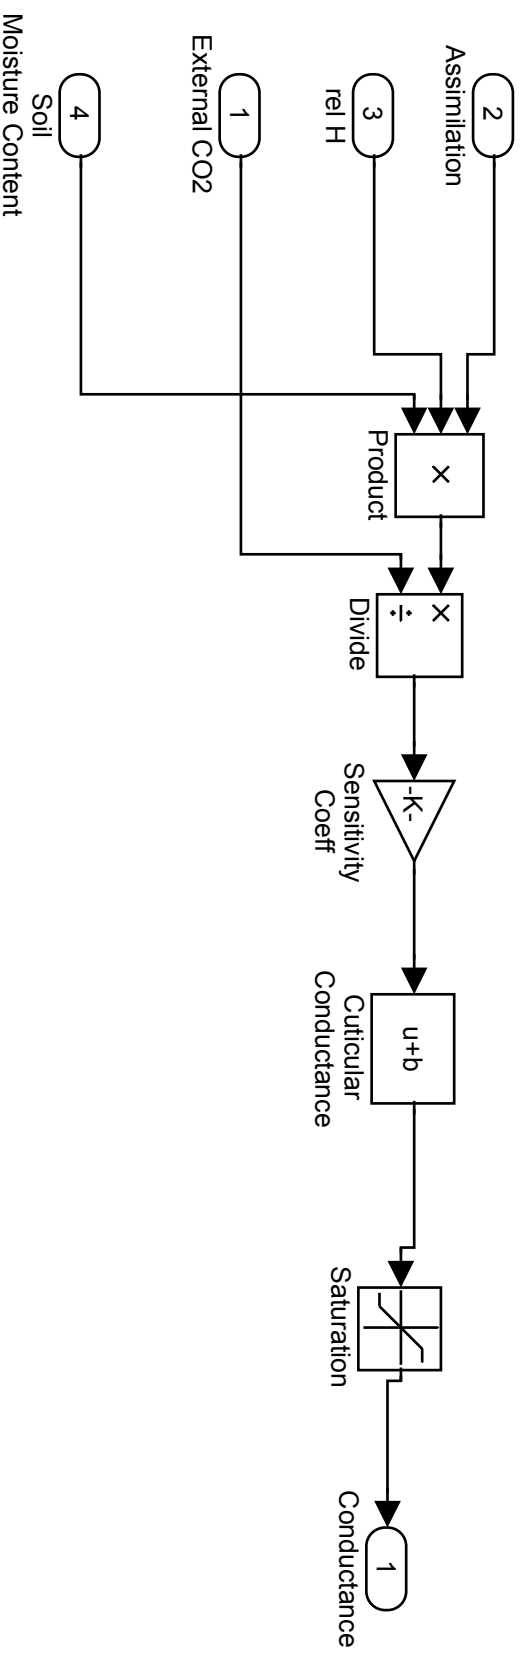 2
Assimilation
3
rel H
1
External CO2
4
Soil
Moisture Content
×
Product
×
÷
Divide
-K-
Sensitivity
Coeff
u+b
Cuticular
Conductance
Saturation
1
Conductance